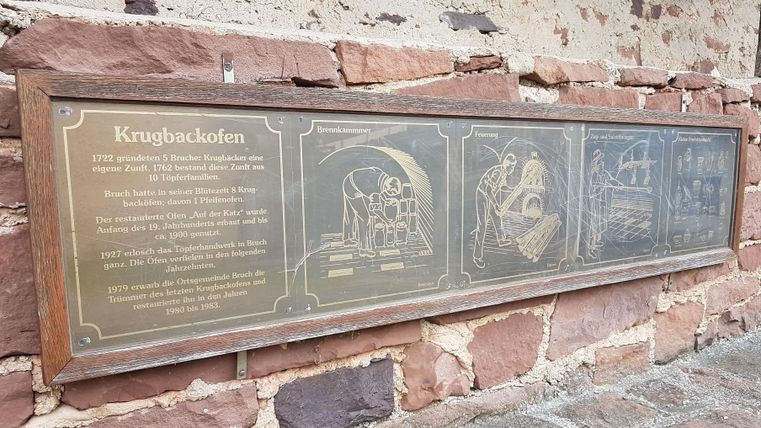 Krugbackofen
1722 gründeten 5 Brucher Krugbäcker eine
eigene Zunft. 1762 bestand diese Zunft aus
10 Töpferfamilien.
Bruch hatte in seiner Blütezeit 8 Krug-
backöfen; davon 1 Pfeifenofen.
Der restaurierte Ofen „Auf der Katz" wurde
Anfang des 19. Jahrhunderts erbaut und bis
ca. 1900 genutzt.
1927 erlosch das Töpferhandwerk in Bruch
ganz. Die Öfen verfielen in den folgenden
Jahrzehnten.
1979 erwarb die Ortsgemeinde Bruch die
Trümmer des letzten Krugbackofens und
restaurierte ihn in den Jahren
1980 bis 1983.
Brennkammmer
Feuerung